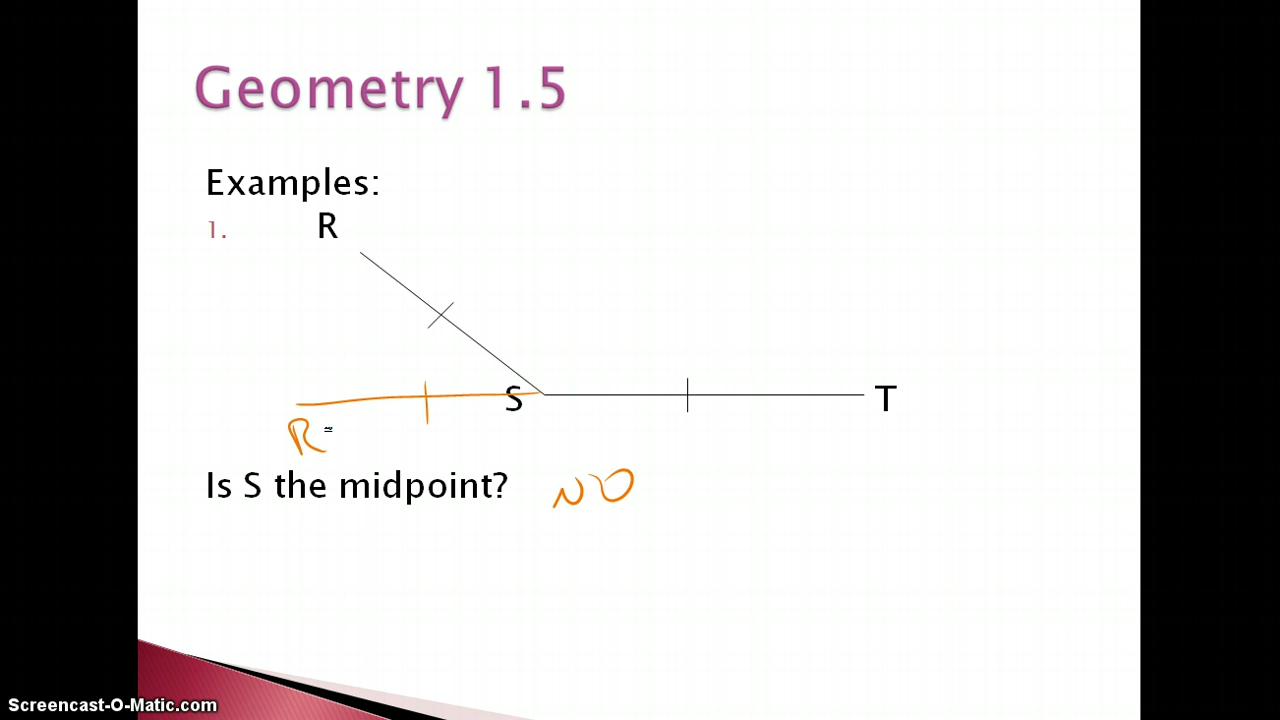 Geometry 1.5
Examples:
1. R
S T
R
Is S the midpoint? NO
Screencast-O-Matic.com